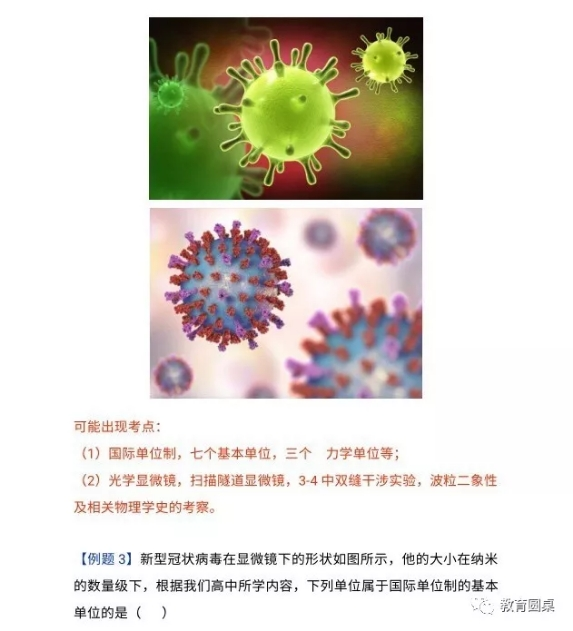 可能出现考点：
（1）国际单位制，七个基本单位，三个　力学单位等；
（2）光学显微镜，扫描隧道显微镜，3-4 中双缝干涉实验，波粒二象性
及相关物理学史的考察。
【例题 3】新型冠状病毒在显微镜下的形状如图所示，他的大小在纳米
的数量级下，根据我们高中所学内容，下列单位属于国际单位制的基本
单位的是（　）
教育圆桌